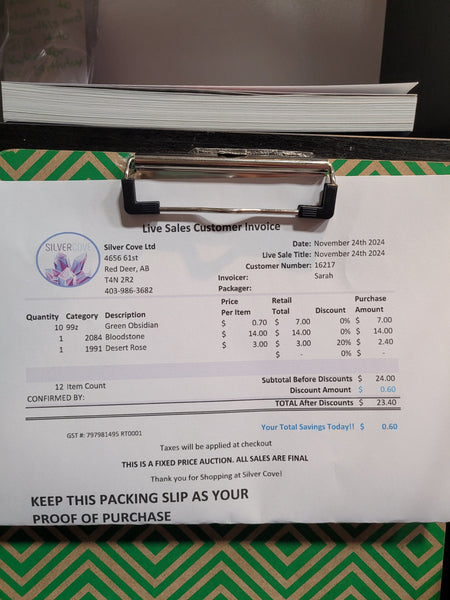 Live Sales Customer Invoice
SILVERCOVE
Silver Cove Ltd
4656 61st
Red Deer, AB
T4N 2R2
403-986-3682
Date: November 24th 2024
Live Sale Title: November 24th 2024
Customer Number: 16217
Invoicer: Sarah
Packager:
Quantity Category Description Price Per Item Retail Total Discount Purchase Amount
10 99z Green Obsidian $ 0.70 $ 7.00 0% $ 7.00
1 2084 Bloodstone $ 14.00 $ 14.00 0% $ 14.00
1 1991 Desert Rose $ 3.00 $ 3.00 20% $ 2.40
$ - 0% $ -
12 Item Count
Subtotal Before Discounts $ 24.00
CONFIRMED BY:
Discount Amount $ 0.60
TOTAL After Discounts $ 23.40
Your Total Savings Today!! $ 0.60
GST #: 797981495 RT0001
Taxes will be applied at checkout
THIS IS A FIXED PRICE AUCTION. ALL SALES ARE FINAL
Thank you for Shopping at Silver Cove!
KEEP THIS PACKING SLIP AS YOUR
PROOF OF PURCHASE